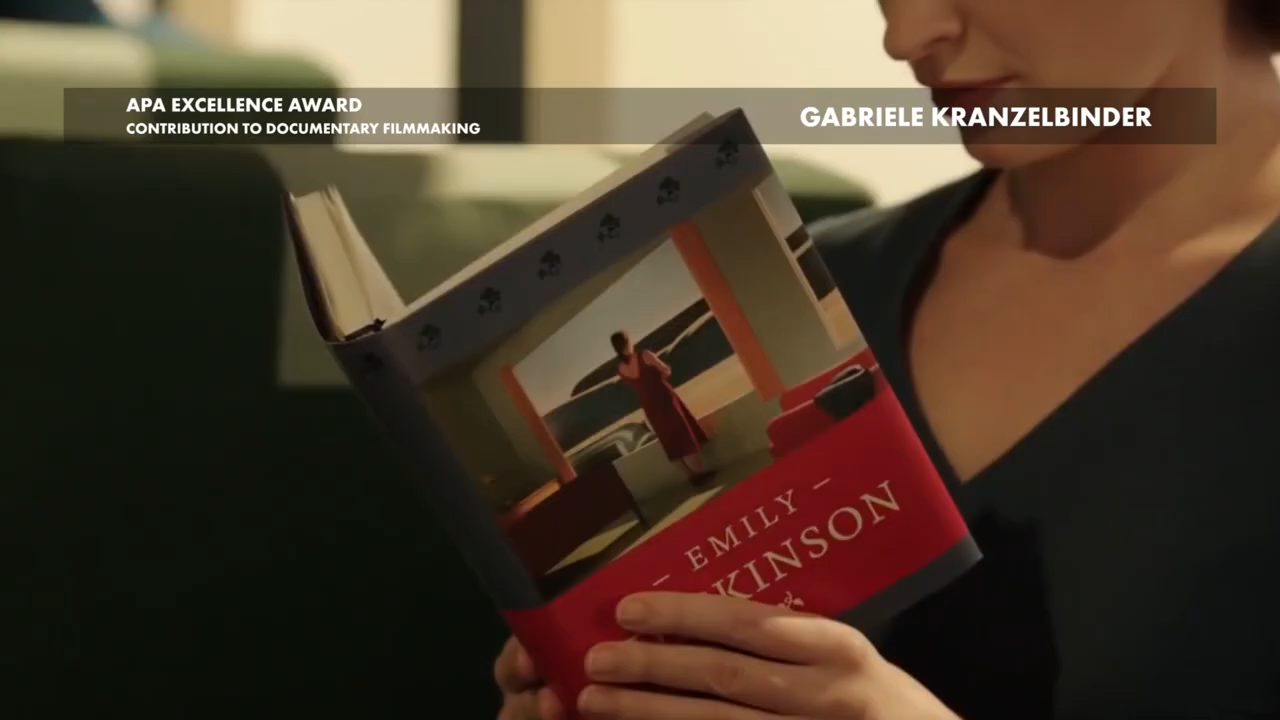 APA EXCELLENCE AWARD
CONTRIBUTION TO DOCUMENTARY FILMMAKING
GABRIELE KRANZELBINDER
– EMILY –
KINSON